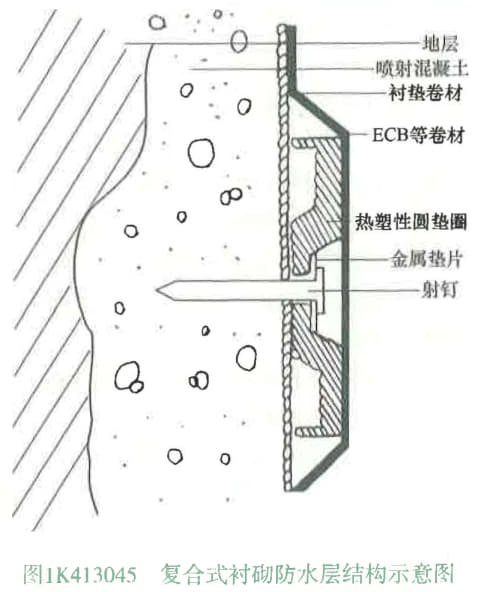 地层
喷射混凝土
衬垫卷材
ECB等卷材
热塑性圆垫圈
金属垫片
射钉
图1K413045 复合式衬砌防水层结构示意图